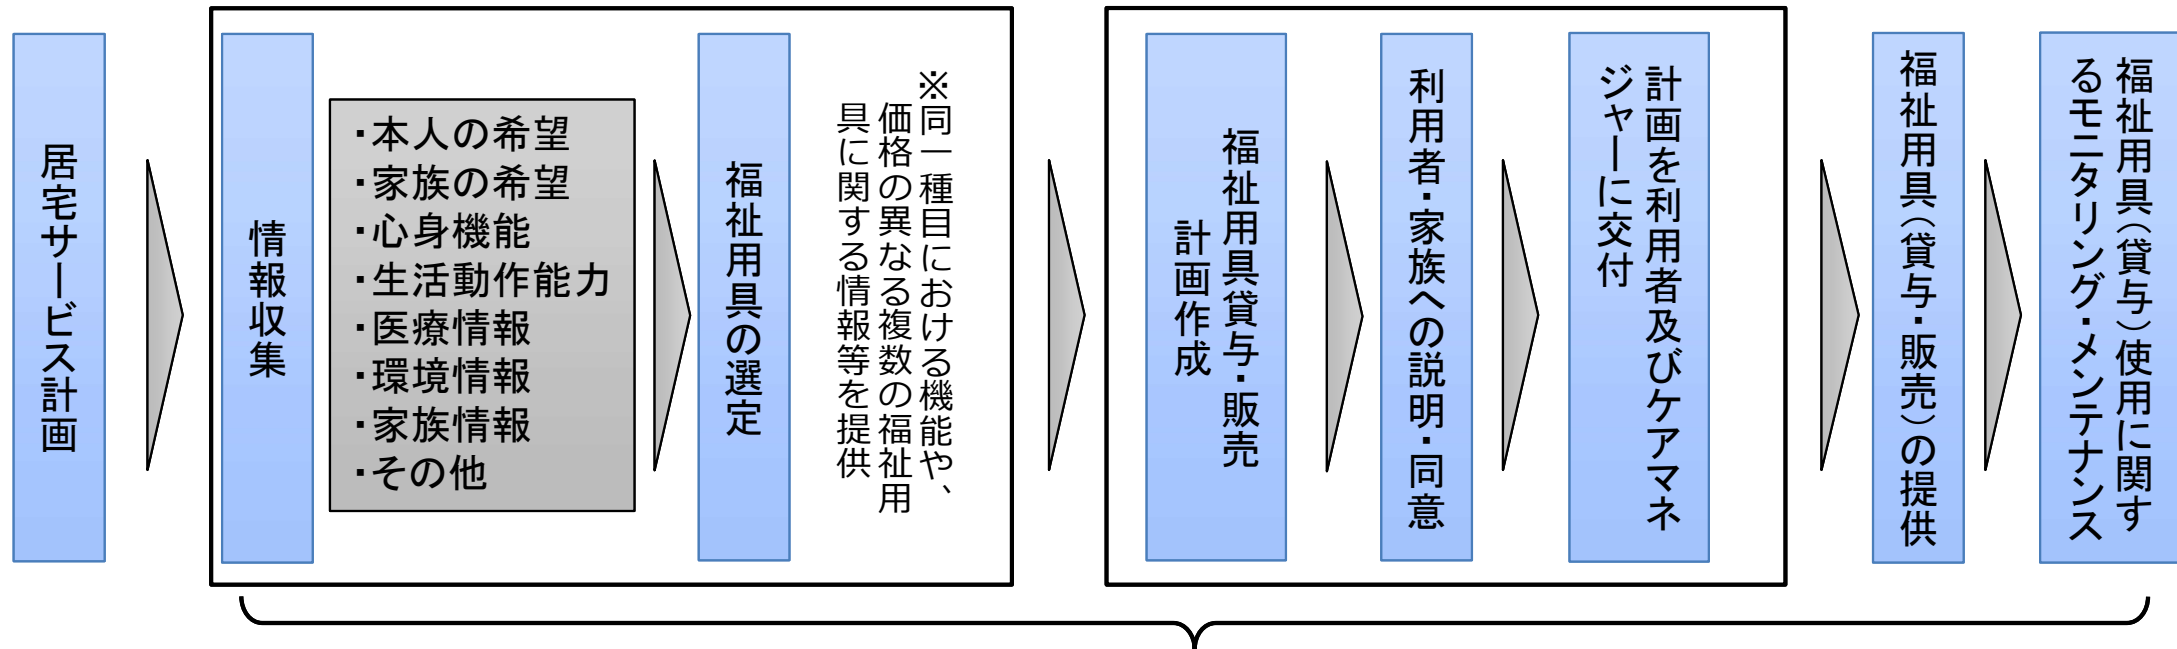 居宅サービス計画
情報収集
・本人の希望
・家族の希望
・心身機能
・生活動作能力
・医療情報
・環境情報
・家族情報
・その他
福祉用具の選定
※同一種目における機能や、
価格の異なる複数の福祉用
具に関する情報等を提供
福祉用具貸与・販売
計画作成
利用者・家族への説明・同意
計画を利用者及びケアマネ
ジャーに交付
福祉用具(貸与・販売)の提供
福祉用具(貸与)使用に関す
るモニタリング・メンテナンス